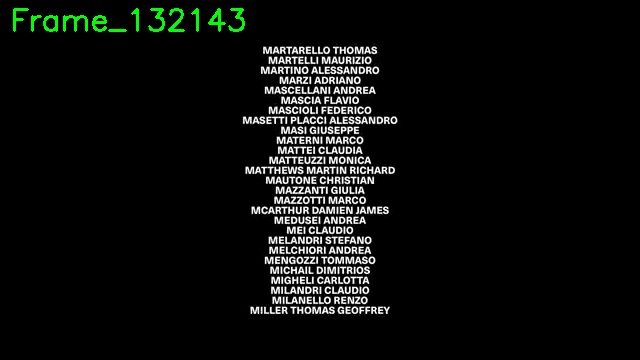 Frame_132143
MARTARELLO THOMAS
MARTELLI MAURIZIO
MARTINO ALESSANDRO
MARZI ADRIANO
MASCELLANI ANDREA
MASCIA FLAVIO
MASCIOLI FEDERICO
MASETTI PLACCI ALESSANDRO
MASI GIUSEPPE
MATERNI MARCO
MATTEI CLAUDIA
MATTEUZZI MONICA
MATTHEWS MARTIN RICHARD
MAUTONE CHRISTIAN
MAZZANTI GIULIA
MAZZOTTI MARCO
MCARTHUR DAMIEN JAMES
MEDUSEI ANDREA
MEI CLAUDIO
MELANDRI STEFANO
MELCHIORI ANDREA
MENGOZZI TOMMASO
MICHAIL DIMITRIOS
MIGHELI CARLOTTA
MILANDRI CLAUDIO
MILANELLO RENZO
MILLER THOMAS GEOFFREY